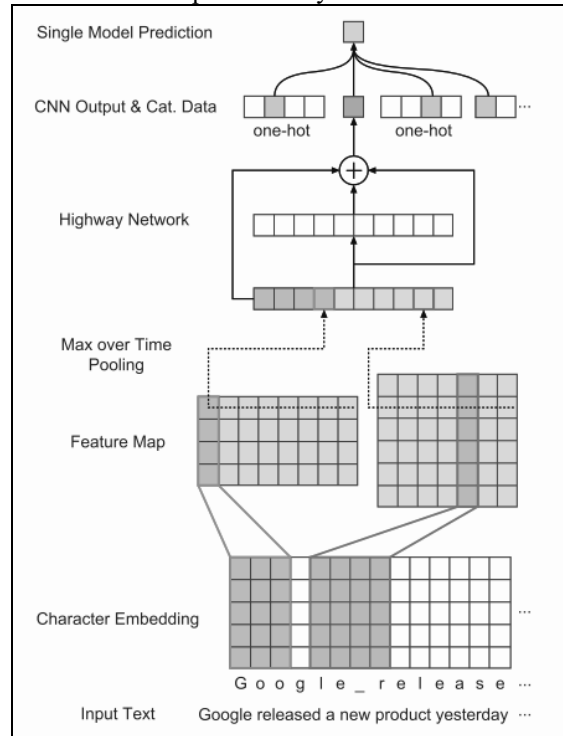 Single Model Prediction
CNN Output & Cat. Data
...
one-hot
one-hot
+
Highway Network
Max over Time
Pooling
Feature Map
Character Embedding
...
G o o g l e _ r e l e a s e ...
Input Text Google released a new product yesterday ...